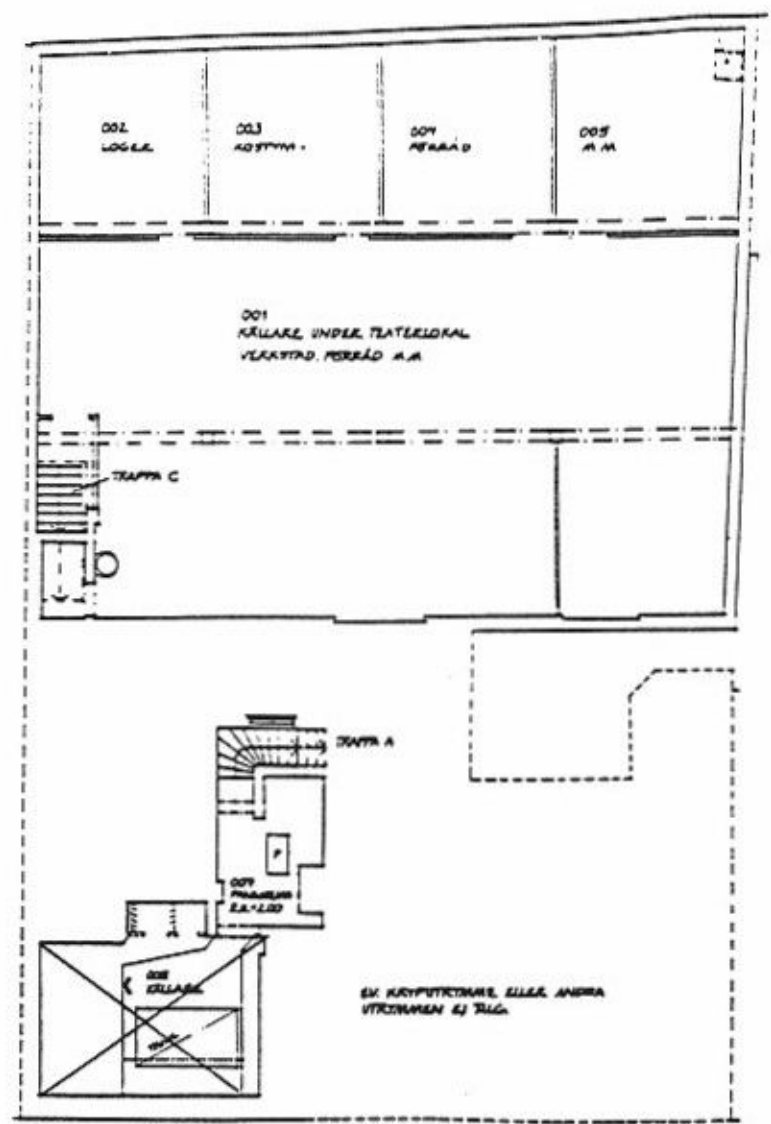 002
LOGER
003
KOSTYM.
004
FÖRRÅD
005
M M
001
KÄLLARE UNDER TEATERLOKAL
VERKSTAD. FÖRRÅD M M
TRAPPA C
TRAPPA A
P
PANNRUM
008
KÄLLARE
EV. KRYPUTRYMME ELLER ANDRA
UTRYMMEN EJ TILLG.